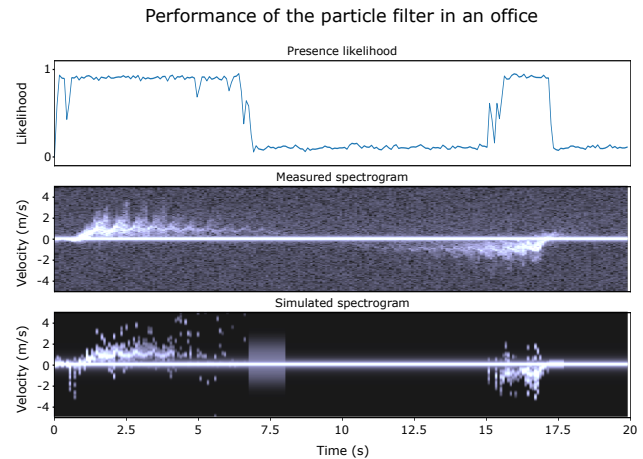 Performance of the particle filter in an office
Presence likelihood
Likelihood
1
0
Measured spectrogram
Velocity (m/s)
4
2
0
−2
−4
Simulated spectrogram
Velocity (m/s)
4
2
0
−2
−4
0 2.5 5 7.5 10 12.5 15 17.5 20
Time (s)